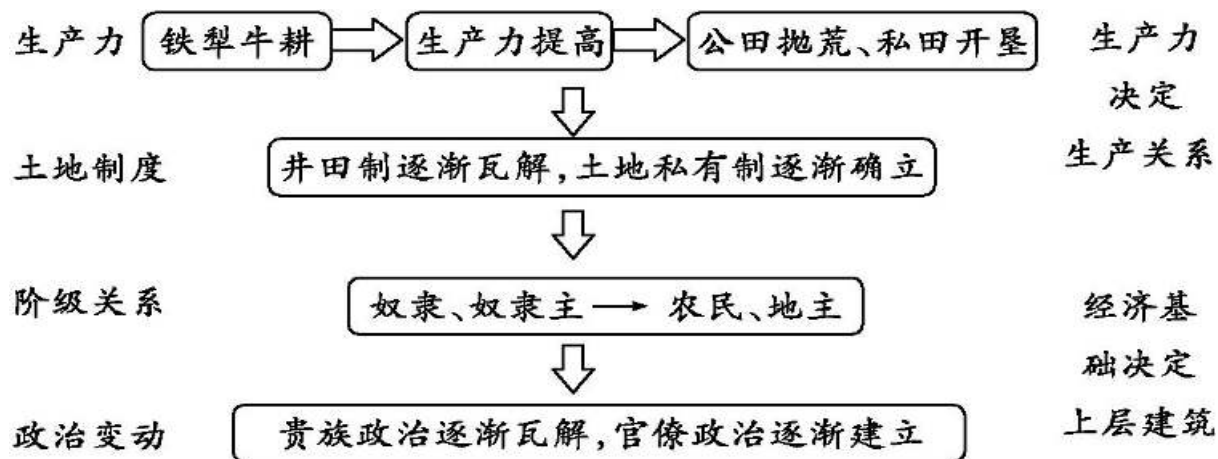 生产力 铁犁牛耕 生产力提高 公田抛荒、私田开垦 生产力
决定
土地制度 井田制逐渐瓦解,土地私有制逐渐确立 生产关系
阶级关系 奴隶、奴隶主 农民、地主 经济基
础决定
政治变动 贵族政治逐渐瓦解,官僚政治逐渐建立 上层建筑